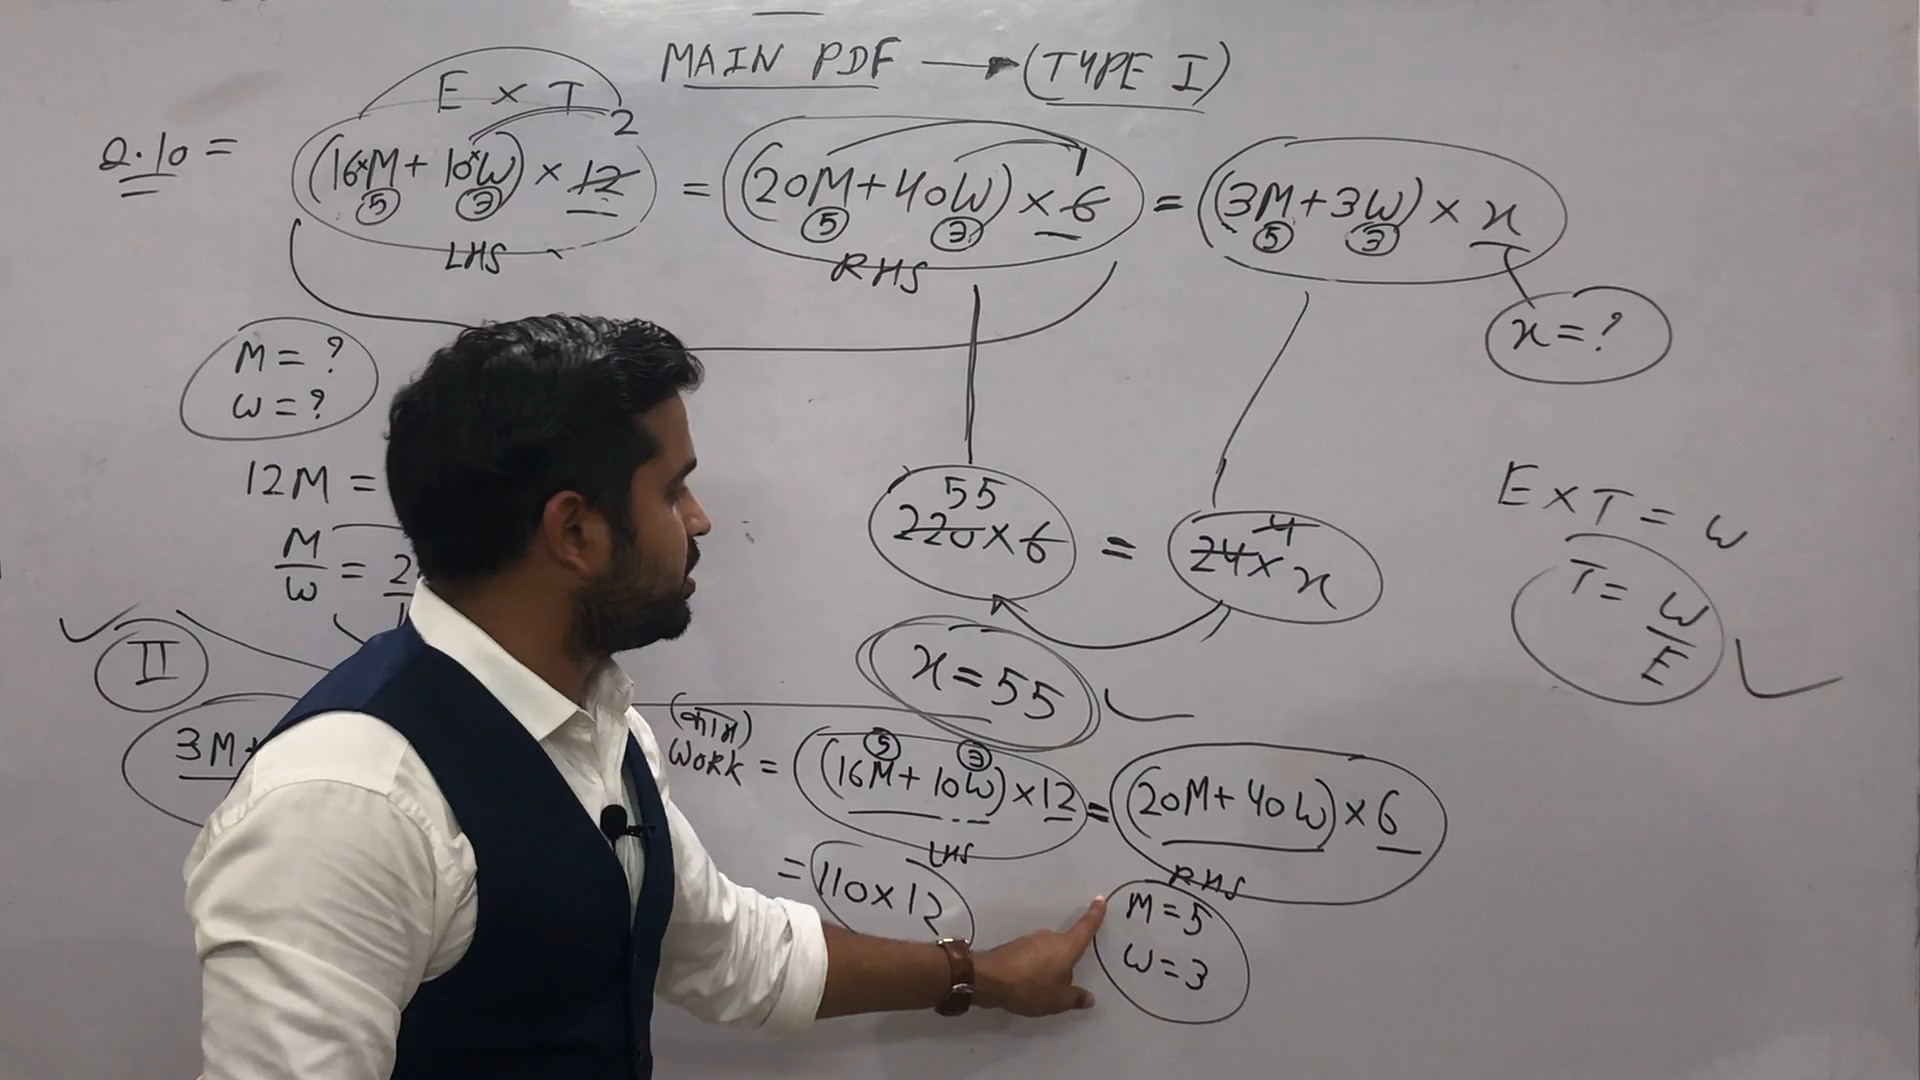 MAIN PDF → (TYPE I)
E × T
Q.10 = (16M + 10W) × 12 = (20M + 40W) × 6 = (3M + 3W) × x
2 1
5 3 5 3 5 3
LHS RHS
M = ?
W = ?
x = ?
12M =
M/W = 2
55
220 × 6 = 24 × x
4
E × T = W
T = W/E
x = 55
II
3M +
(काम)
WORK = (16M + 10W) × 12 = (20M + 40W) × 6
5 3
LHS RHS
= 110 × 12
M = 5
W = 3